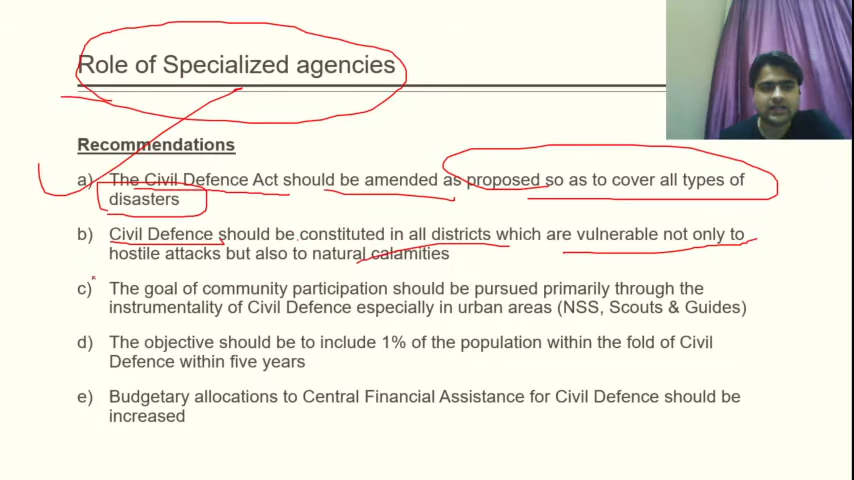 Role of Specialized agencies
Recommendations
a) The Civil Defence Act should be amended as proposed so as to cover all types of
disasters
b) Civil Defence should be constituted in all districts which are vulnerable not only to
hostile attacks but also to natural calamities
c) The goal of community participation should be pursued primarily through the
instrumentality of Civil Defence especially in urban areas (NSS, Scouts & Guides)
d) The objective should be to include 1% of the population within the fold of Civil
Defence within five years
e) Budgetary allocations to Central Financial Assistance for Civil Defence should be
increased